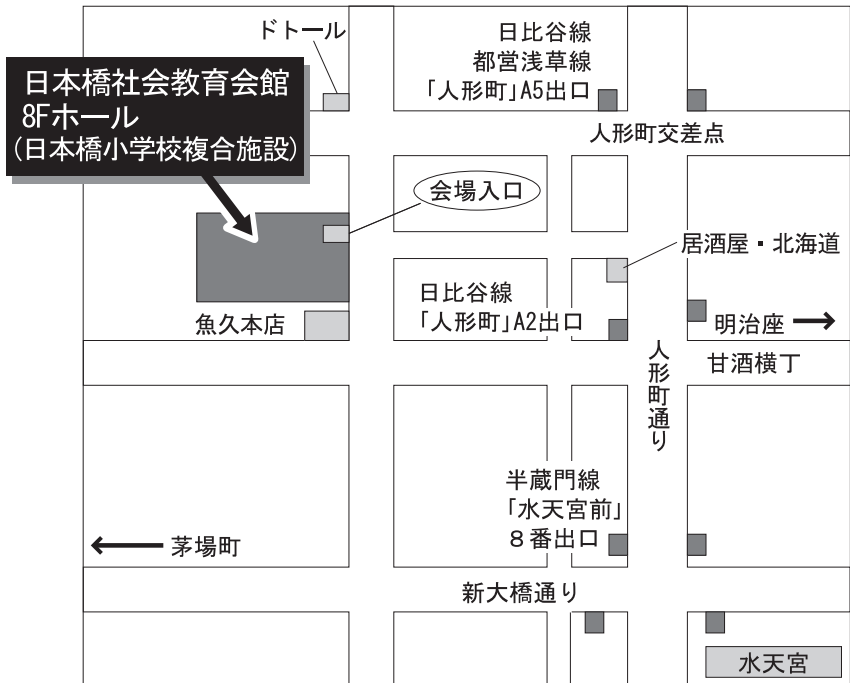 ドトール
日比谷線
都営浅草線
「人形町」A5出口
日本橋社会教育会館
8Fホール
(日本橋小学校複合施設)
人形町交差点
会場入口
居酒屋・北海道
日比谷線
「人形町」A2出口
魚久本店
明治座
甘酒横丁
人形町通り
半蔵門線
「水天宮前」
8番出口
茅場町
新大橋通り
水天宮